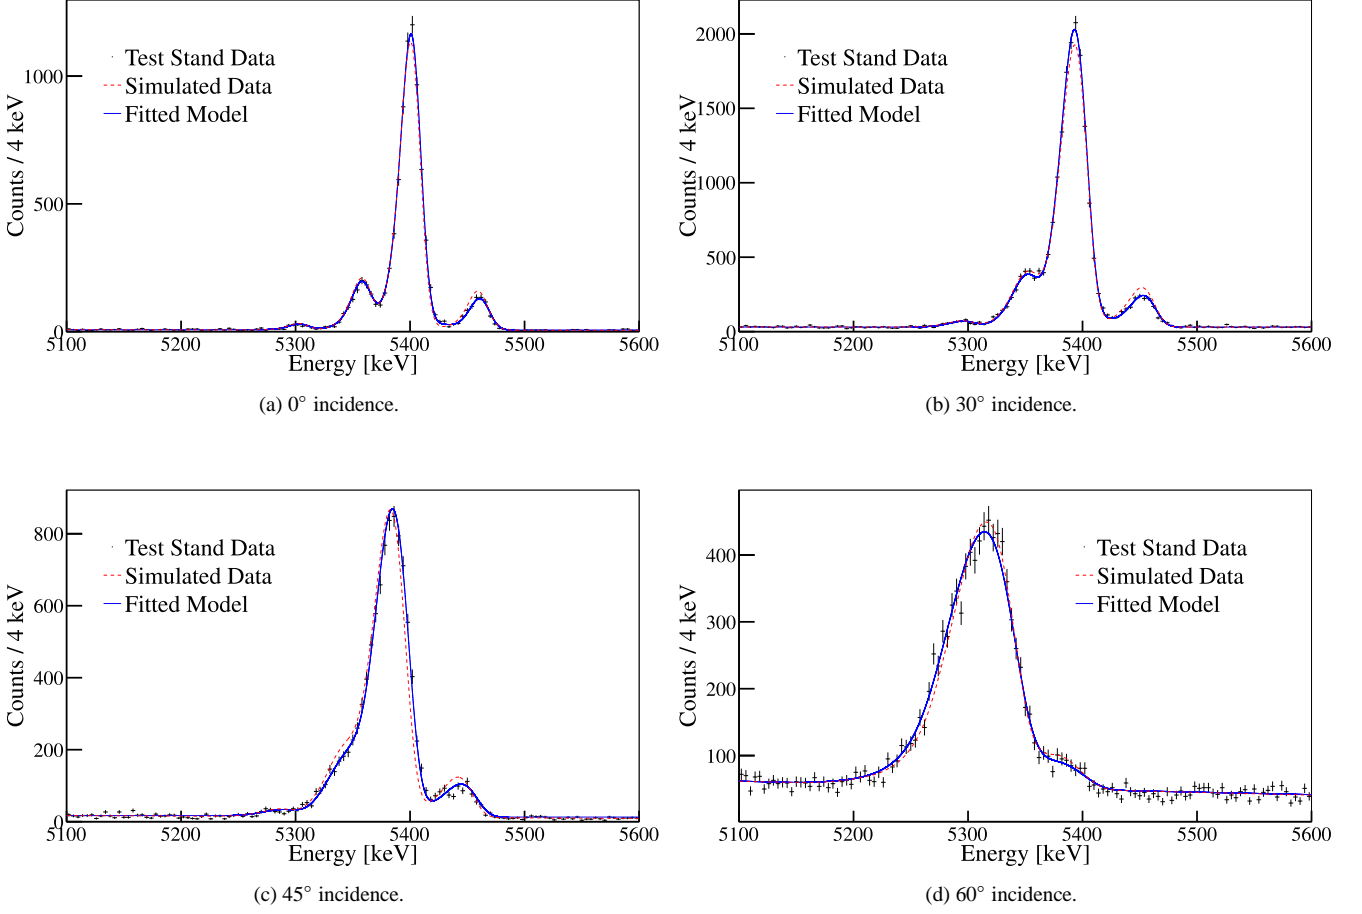 Counts / 4 keV
1000
500
0
Test Stand Data
Simulated Data
Fitted Model
5100 5200 5300 5400 5500 5600
Energy [keV]
(a) 0° incidence.
Counts / 4 keV
2000
1500
1000
500
0
Test Stand Data
Simulated Data
Fitted Model
5100 5200 5300 5400 5500 5600
Energy [keV]
(b) 30° incidence.
Counts / 4 keV
800
600
400
200
0
Test Stand Data
Simulated Data
Fitted Model
5100 5200 5300 5400 5500 5600
Energy [keV]
(c) 45° incidence.
Counts / 4 keV
400
300
200
100
Test Stand Data
Simulated Data
Fitted Model
5100 5200 5300 5400 5500 5600
Energy [keV]
(d) 60° incidence.